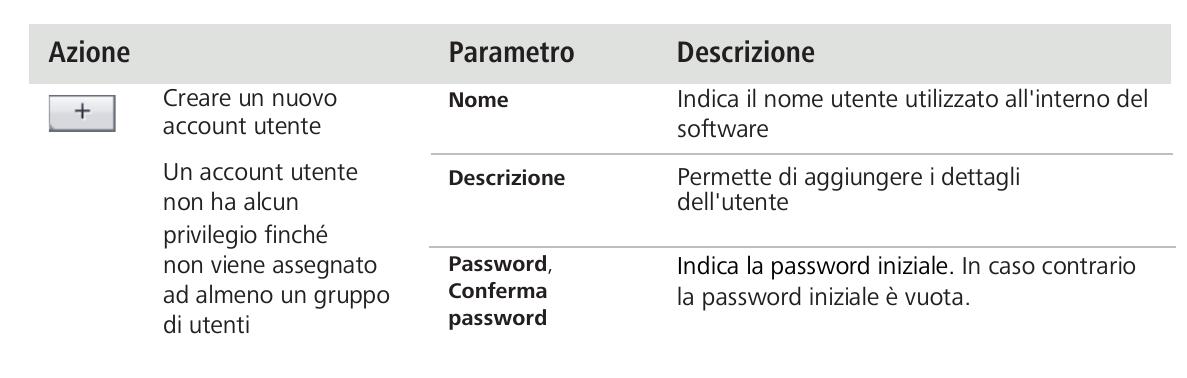 Azione Parametro Descrizione
+
Creare un nuovo
account utente
Un account utente
non ha alcun
privilegio finché
non viene assegnato
ad almeno un gruppo
di utenti
Nome
Indica il nome utente utilizzato all'interno del
software
Descrizione
Permette di aggiungere i dettagli
dell'utente
Password,
Conferma
password
Indica la password iniziale. In caso contrario
la password iniziale è vuota.